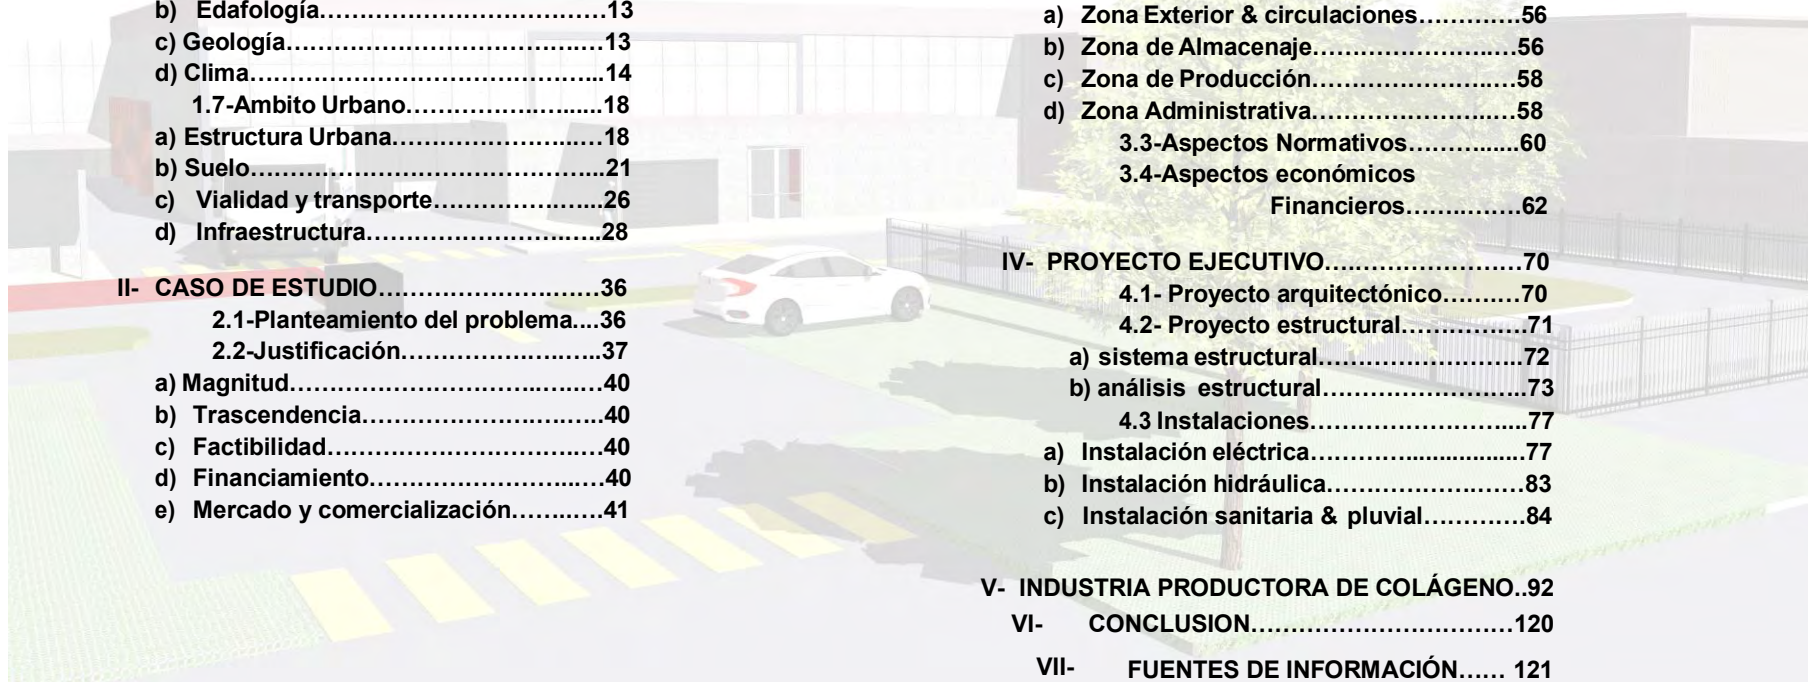 b) Edafología……………………………13
c) Geología……………………………….…13
d) Clima……………………………………...14
1.7-Ambito Urbano…………………......18
a) Estructura Urbana…………………….…18
b) Suelo……………………………………...21
c) Vialidad y transporte………………...26
d) Infraestructura……………………….…..28
II- CASO DE ESTUDIO……………………….36
2.1-Planteamiento del problema....36
2.2-Justificación…………………..…..37
a) Magnitud……………………………..…..…40
b) Trascendencia………………………..…..40
c) Factibilidad……………………………..…40
d) Financiamiento……………………....….40
e) Mercado y comercialización……..….41
a) Zona Exterior & circulaciones…………56
b) Zona de Almacenaje………………......…56
c) Zona de Producción…………………..…58
d) Zona Administrativa…………………..…58
3.3-Aspectos Normativos………......60
3.4-Aspectos económicos
Financieros…….…….62
IV- PROYECTO EJECUTIVO……………………70
4.1- Proyecto arquitectónico……….70
4.2- Proyecto estructural…………….71
a) sistema estructural……………………..72
b) análisis estructural…………………..…..73
4.3 Instalaciones…………………….....77
a) Instalación eléctrica…………..................77
b) Instalación hidráulica…………………….83
c) Instalación sanitaria & pluvial………….84
V- INDUSTRIA PRODUCTORA DE COLÁGENO..92
VI- CONCLUSION……………………………120
VII- FUENTES DE INFORMACIÓN…… 121